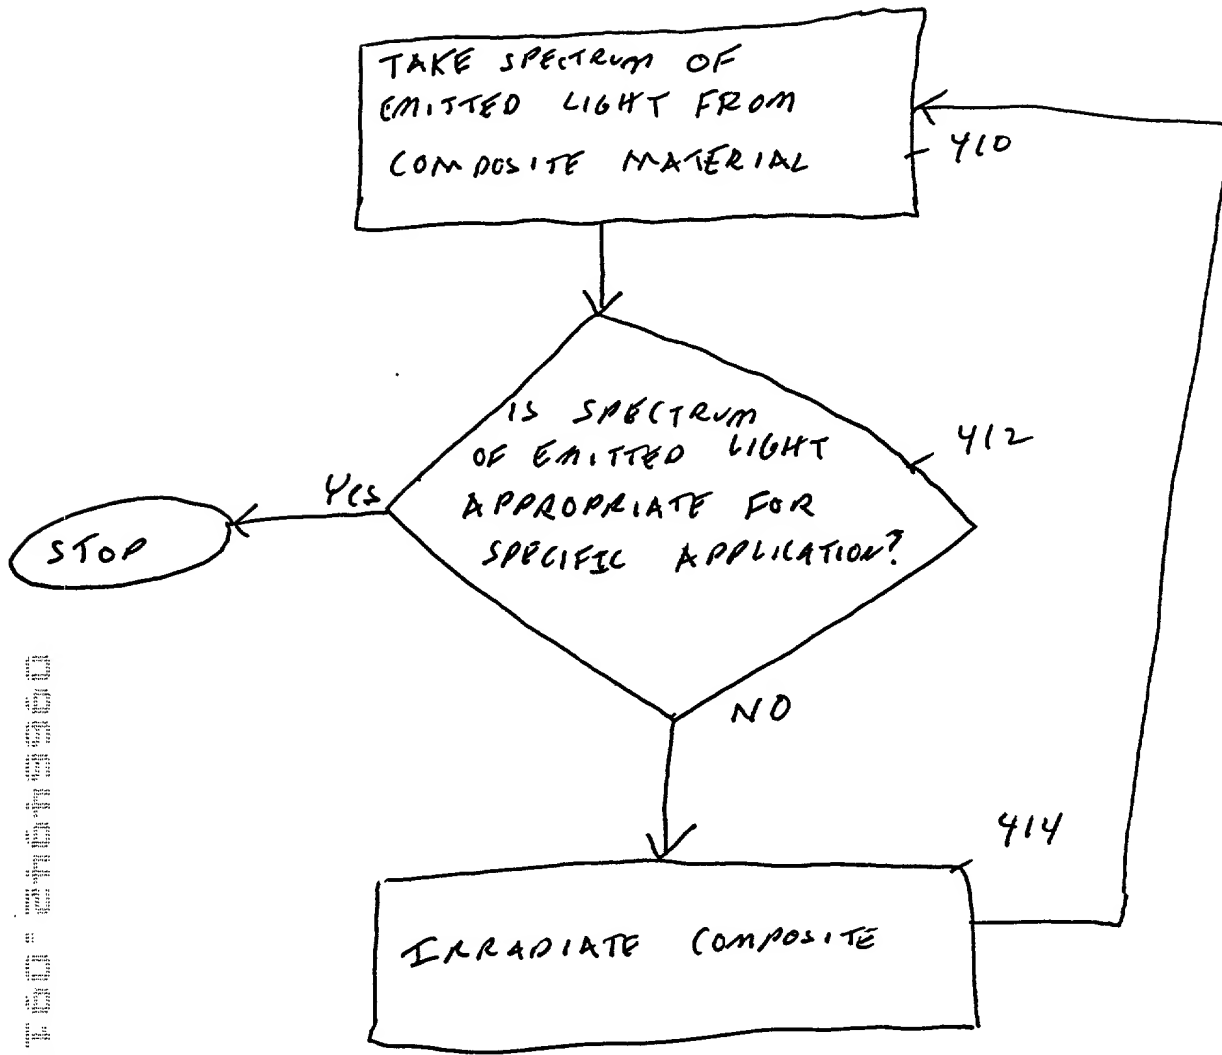 TAKE SPECTRUM OF
EMITTED LIGHT FROM
COMPOSITE MATERIAL
410
IS SPECTRUM
OF EMITTED LIGHT
APPROPRIATE FOR
SPECIFIC APPLICATION?
412
YES
STOP
NO
414
IRRADIATE COMPOSITE